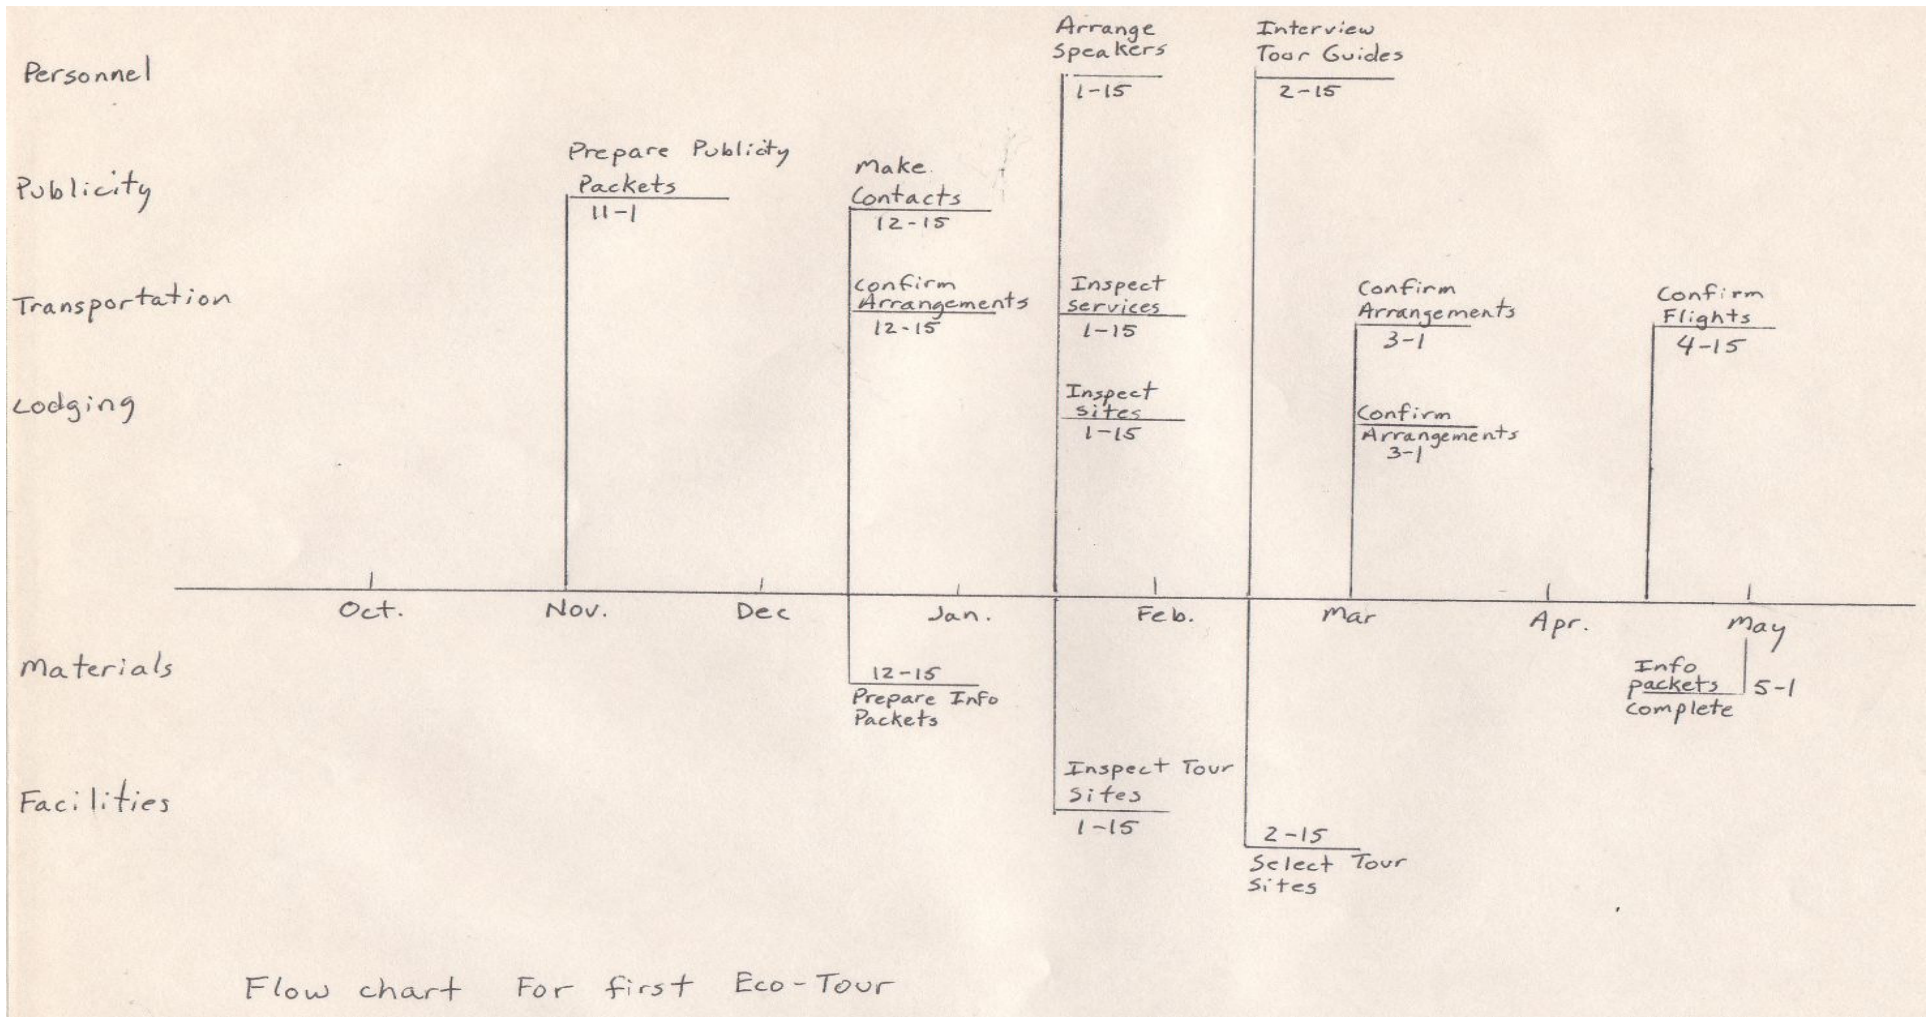 Arrange
Speakers
Interview
Toor Guides
Personnel
1-15
2-15
Prepare Publicity
Packets
Make
Contacts
Publicity
11-1
12-15
Confirm
Arrangements
Inspect
services
Confirm
Arrangements
Confirm
Flights
Transportation
12-15
1-15
3-1
4-15
Lodging
Inspect
sites
1-15
Confirm
Arrangements
3-1
Oct.
Nov.
Dec
Jan.
Feb.
Mar
Apr.
May
Materials
12-15
Prepare Info
Packets
Info
packets
complete
5-1
Facilities
Inspect Tour
Sites
1-15
2-15
Select Tour
Sites
Flow chart For first Eco-Tour